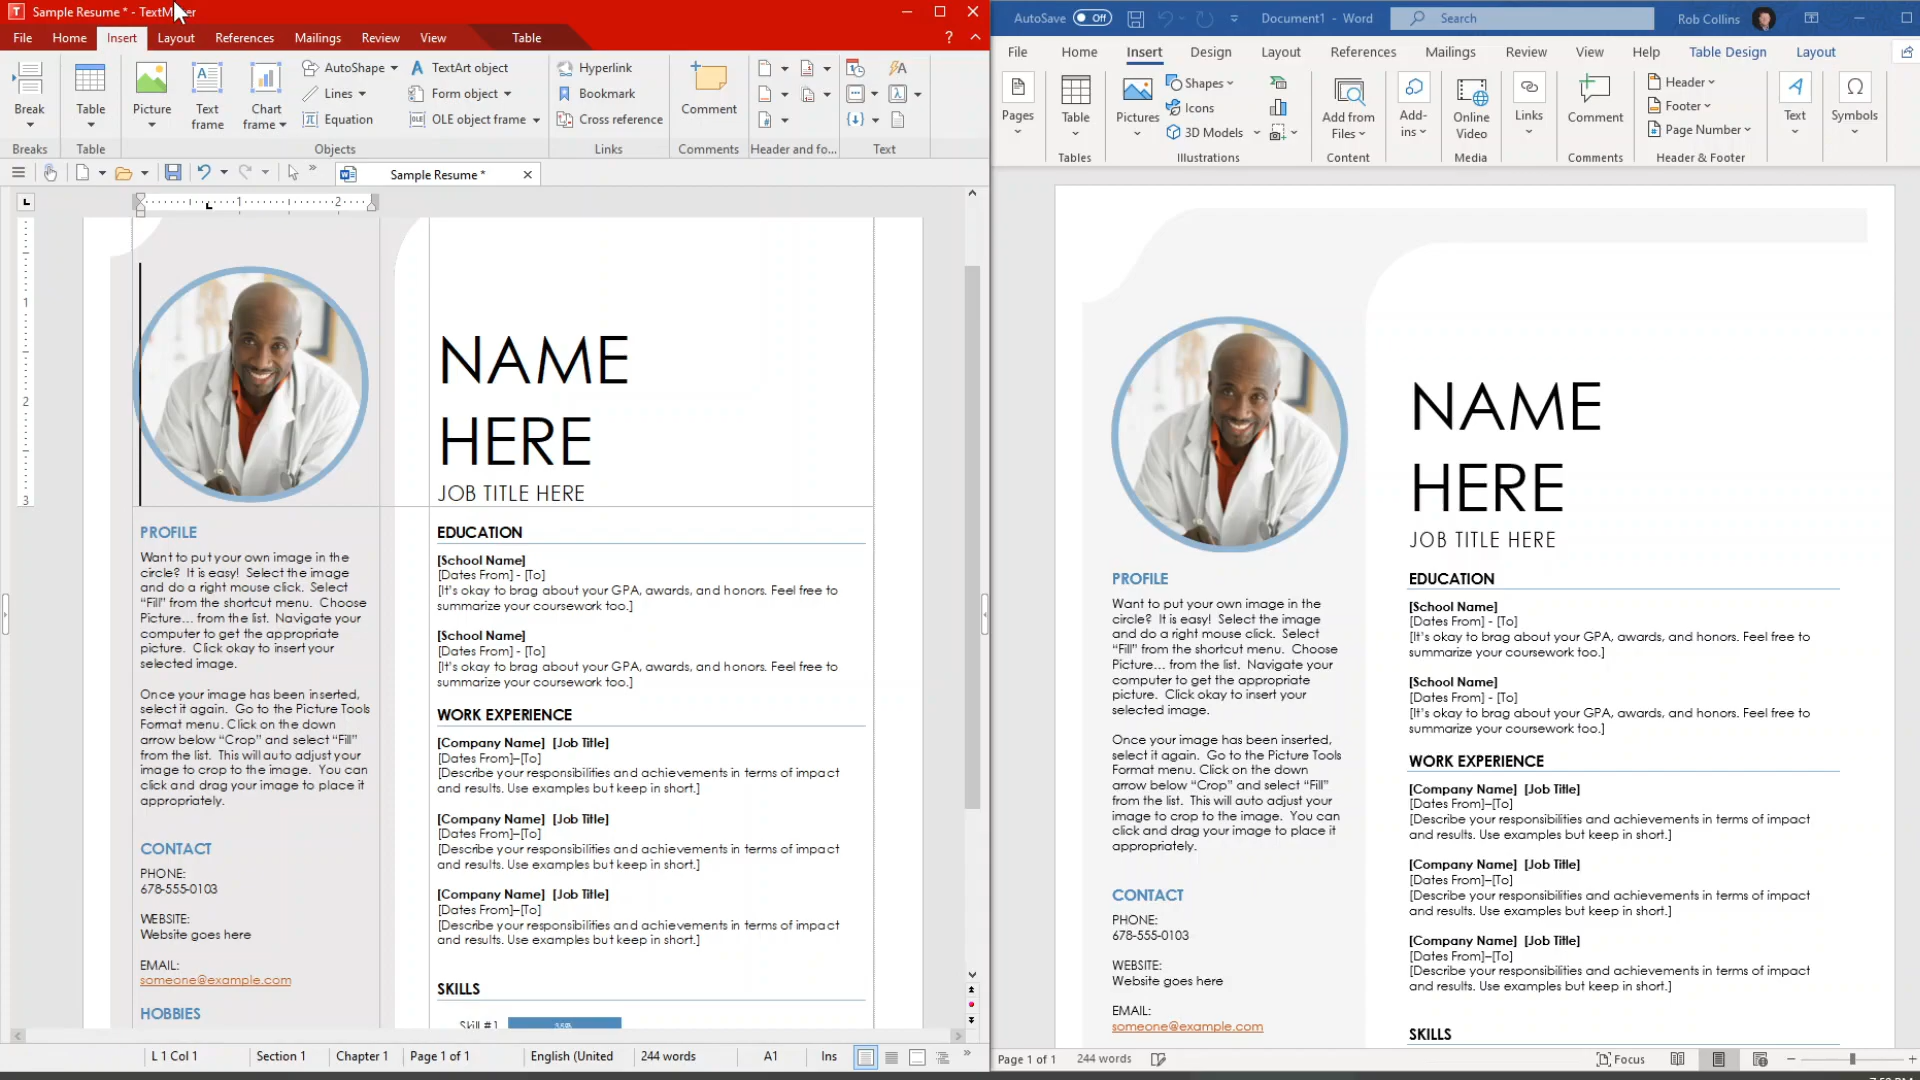 Sample Resume * - TextMaker
File Home Insert Layout References Mailings Review View Table ?
Break Table Picture Text frame Chart frame
AutoShape TextArt object
Lines Form object
Equation OLE object frame
Hyperlink
Bookmark
Cross reference
Comment
Breaks Table Objects Links Comments Header and fo... Text
Sample Resume *
1 2
1
2
3
NAME
HERE
JOB TITLE HERE
PROFILE
Want to put your own image in the
circle? It is easy! Select the image
and do a right mouse click. Select
“Fill” from the shortcut menu. Choose
Picture… from the list. Navigate your
computer to get the appropriate
picture. Click okay to insert your
selected image.
Once your image has been inserted,
select it again. Go to the Picture Tools
Format menu. Click on the down
arrow below “Crop” and select “Fill”
from the list. This will auto adjust your
image to crop to the image. You can
click and drag your image to place it
appropriately.
CONTACT
PHONE:
678-555-0103
WEBSITE:
Website goes here
EMAIL:
someone@example.com
HOBBIES
EDUCATION
[School Name]
[Dates From] - [To]
[It's okay to brag about your GPA, awards, and honors. Feel free to
summarize your coursework too.]
[School Name]
[Dates From] - [To]
[It's okay to brag about your GPA, awards, and honors. Feel free to
summarize your coursework too.]
WORK EXPERIENCE
[Company Name] [Job Title]
[Dates From]–[To]
[Describe your responsibilities and achievements in terms of impact
and results. Use examples but keep in short.]
[Company Name] [Job Title]
[Dates From]–[To]
[Describe your responsibilities and achievements in terms of impact
and results. Use examples but keep in short.]
[Company Name] [Job Title]
[Dates From]–[To]
[Describe your responsibilities and achievements in terms of impact
and results. Use examples but keep in short.]
SKILLS
Skill #1
L 1 Col 1 Section 1 Chapter 1 Page 1 of 1 English (United 244 words A1 Ins
AutoSave Off Document1 - Word Search Rob Collins
File Home Insert Design Layout References Mailings Review View Help Table Design Layout
Pages Table Pictures
Shapes
Icons
3D Models
Add from Files
Add-ins
Online Video
Links
Comment
Header
Footer
Page Number
Text
Symbols
Tables Illustrations Content Media Comments Header & Footer
NAME
HERE
JOB TITLE HERE
PROFILE
Want to put your own image in the
circle? It is easy! Select the image
and do a right mouse click. Select
“Fill” from the shortcut menu. Choose
Picture… from the list. Navigate your
computer to get the appropriate
picture. Click okay to insert your
selected image.
Once your image has been inserted,
select it again. Go to the Picture Tools
Format menu. Click on the down
arrow below “Crop” and select “Fill”
from the list. This will auto adjust your
image to crop to the image. You can
click and drag your image to place it
appropriately.
CONTACT
PHONE:
678-555-0103
WEBSITE:
Website goes here
EMAIL:
someone@example.com
EDUCATION
[School Name]
[Dates From] - [To]
[It's okay to brag about your GPA, awards, and honors. Feel free to
summarize your coursework too.]
[School Name]
[Dates From] - [To]
[It's okay to brag about your GPA, awards, and honors. Feel free to
summarize your coursework too.]
WORK EXPERIENCE
[Company Name] [Job Title]
[Dates From]–[To]
[Describe your responsibilities and achievements in terms of impact
and results. Use examples but keep in short.]
[Company Name] [Job Title]
[Dates From]–[To]
[Describe your responsibilities and achievements in terms of impact
and results. Use examples but keep in short.]
[Company Name] [Job Title]
[Dates From]–[To]
[Describe your responsibilities and achievements in terms of impact
and results. Use examples but keep in short.]
SKILLS
Page 1 of 1 244 words Focus